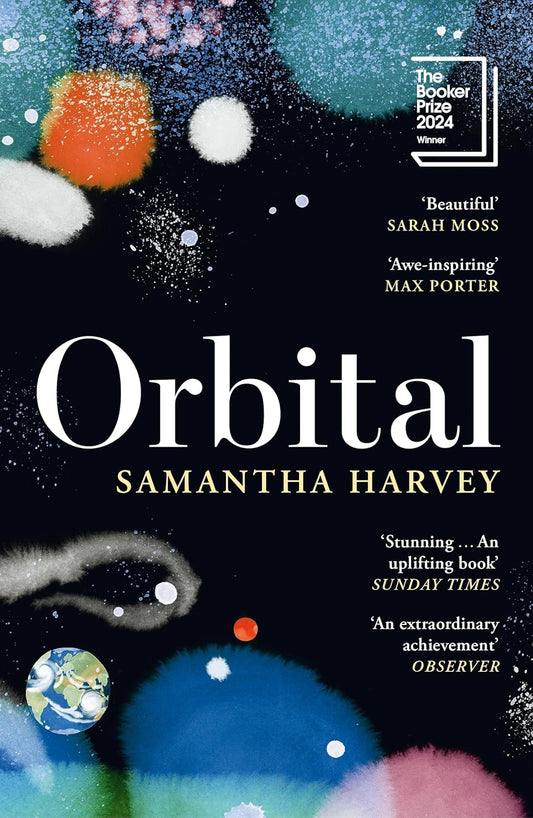 The
Booker
Prize
2024
Winner
‘Beautiful’
SARAH MOSS
‘Awe-inspiring’
MAX PORTER
Orbital
SAMANTHA HARVEY
‘Stunning … An
uplifting book’
SUNDAY TIMES
‘An extraordinary
achievement’
OBSERVER